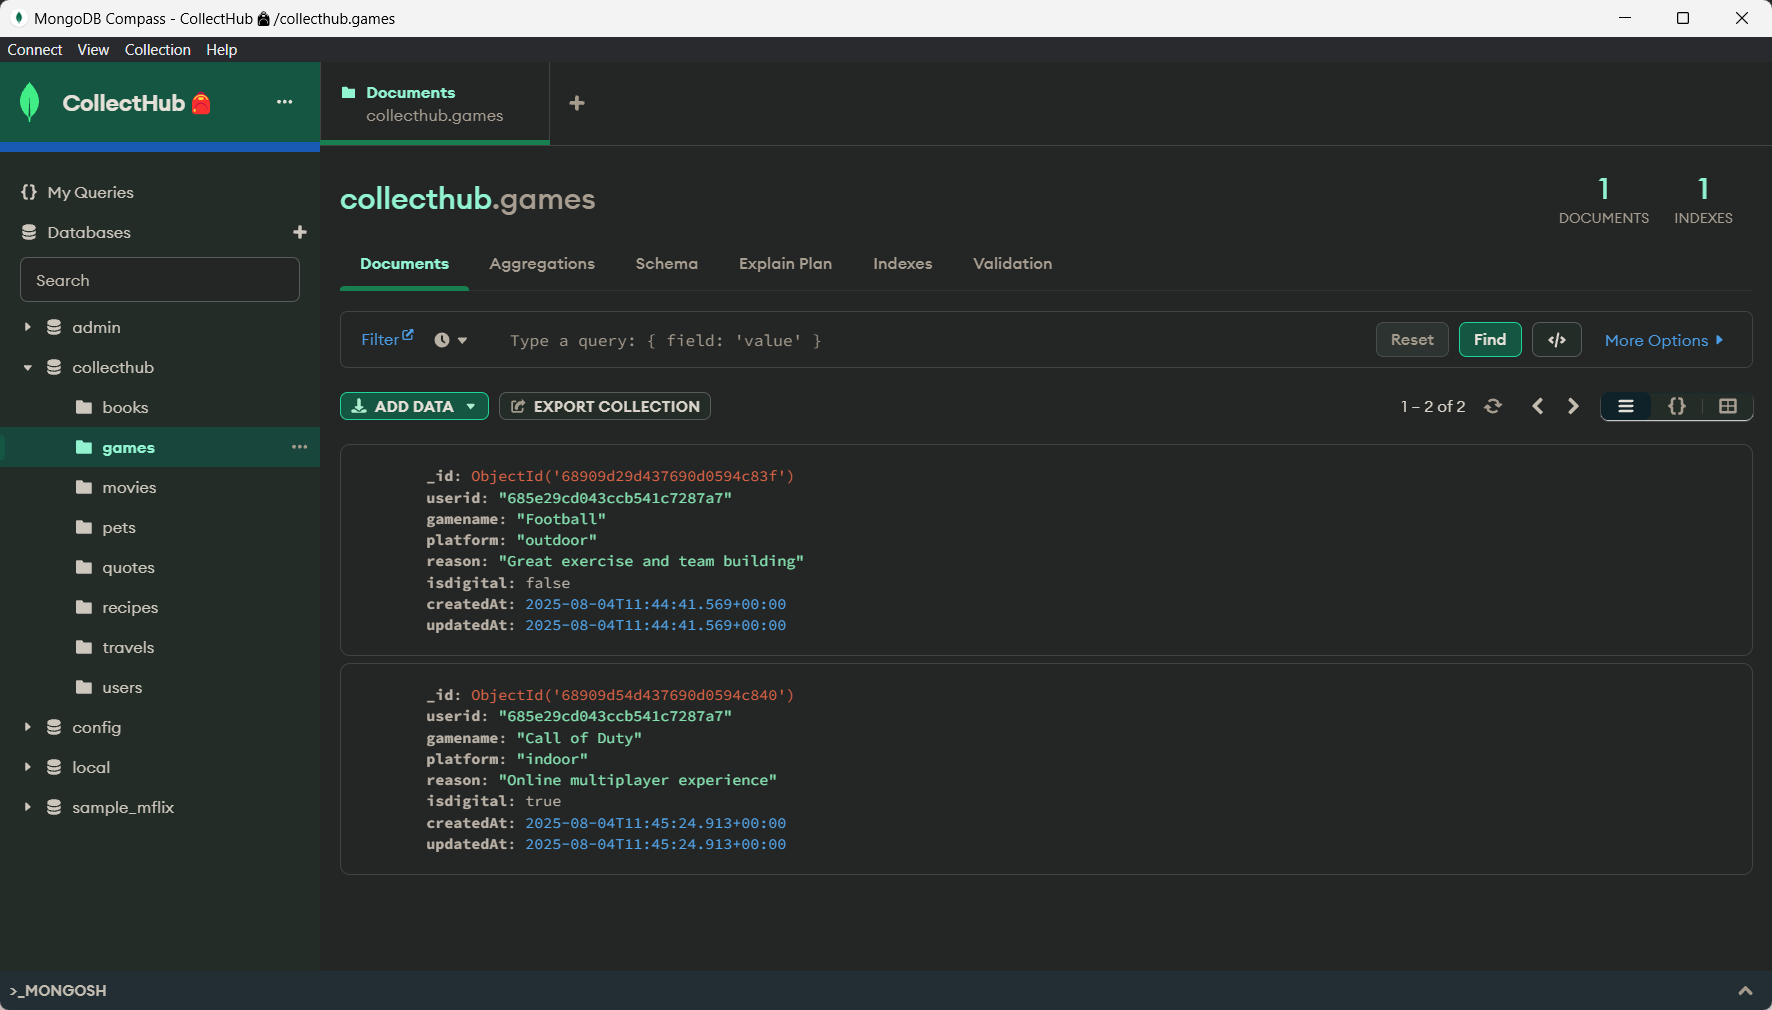 MongoDB Compass - CollectHub 🎒/collecthub.games
Connect View Collection Help
CollectHub🎒 ...
Documents
collecthub.games
+
{} My Queries
Databases +
Search
admin
collecthub
books
games ...
movies
pets
quotes
recipes
travels
users
config
local
sample_mflix
collecthub.games
1 DOCUMENTS
1 INDEXES
Documents Aggregations Schema Explain Plan Indexes Validation
Filter Type a query: { field: 'value' } Reset Find </> More Options
ADD DATA EXPORT COLLECTION 1 – 2 of 2 {}
_id: ObjectId('68909d29d437690d0594c83f')
userid: "685e29cd043ccb541c7287a7"
gamename: "Football"
platform: "outdoor"
reason: "Great exercise and team building"
isdigital: false
createdAt: 2025-08-04T11:44:41.569+00:00
updatedAt: 2025-08-04T11:44:41.569+00:00
_id: ObjectId('68909d54d437690d0594c840')
userid: "685e29cd043ccb541c7287a7"
gamename: "Call of Duty"
platform: "indoor"
reason: "Online multiplayer experience"
isdigital: true
createdAt: 2025-08-04T11:45:24.913+00:00
updatedAt: 2025-08-04T11:45:24.913+00:00
>_MONGOSH